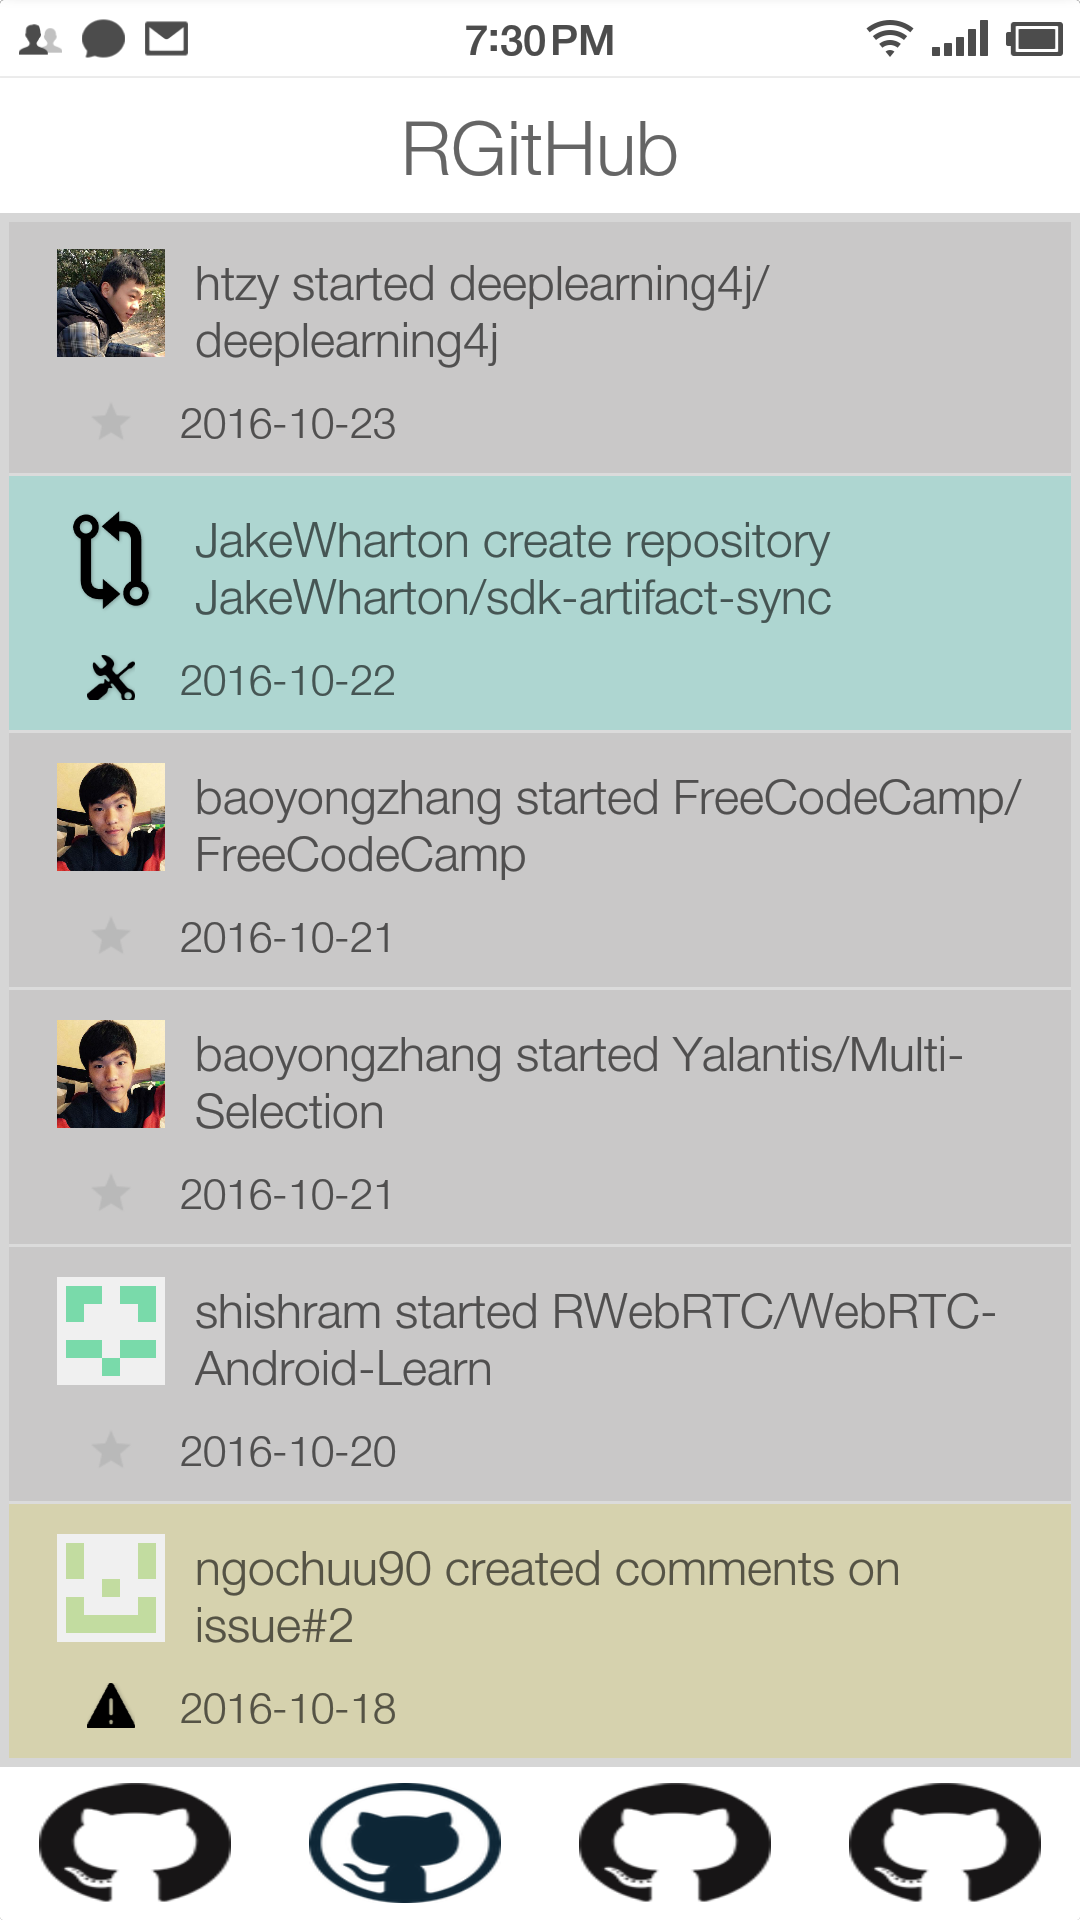 7:30 PM
RGitHub
htzy started deeplearning4j/
deeplearning4j
2016-10-23
JakeWharton create repository
JakeWharton/sdk-artifact-sync
2016-10-22
baoyongzhang started FreeCodeCamp/
FreeCodeCamp
2016-10-21
baoyongzhang started Yalantis/Multi-
Selection
2016-10-21
shishram started RWebRTC/WebRTC-
Android-Learn
2016-10-20
ngochuu90 created comments on
issue#2
2016-10-18